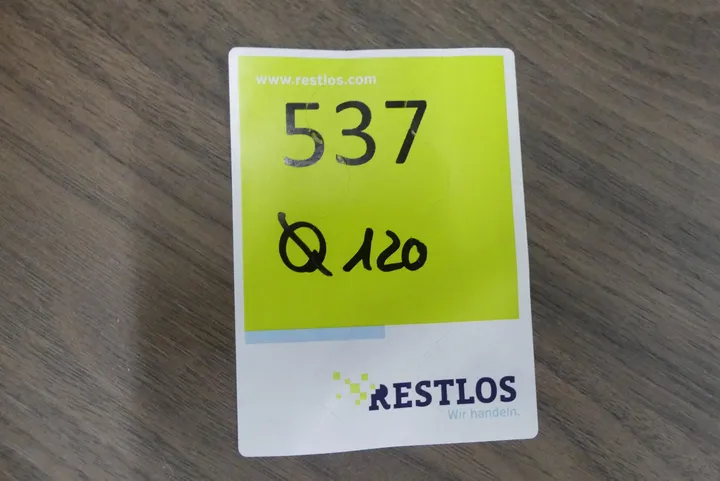 www.restlos.com
537
Ø 120
RESTLOS
Wir handeln.